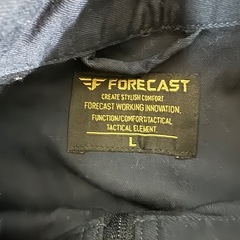 FORECAST
CREATE STYLISH COMFORT.
FORECAST WORKING INNOVATION.
FUNCTION/COMFORT/TACTICAL
TACTICAL ELEMENT.
L